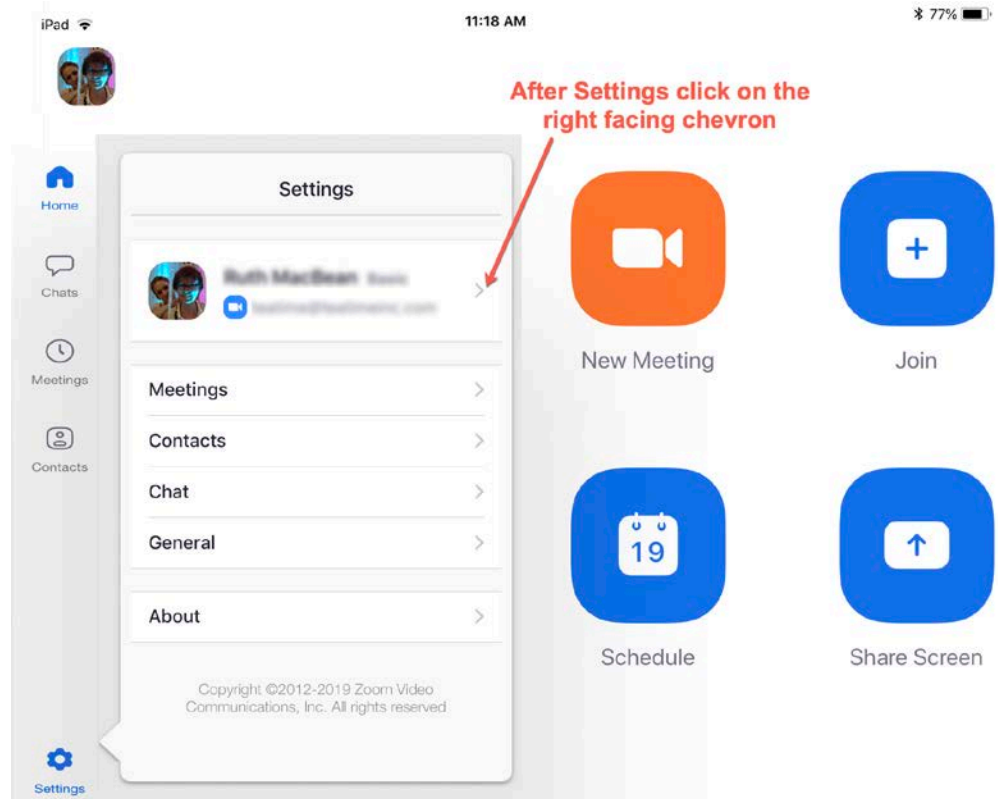 iPad
11:18 AM
77%
After Settings click on the
right facing chevron
Home
Chats
Meetings
Contacts
Settings
Settings
Meetings
Contacts
Chat
General
About
Copyright ©2012-2019 Zoom Video
Communications, Inc. All rights reserved
New Meeting
Join
19
Schedule
Share Screen